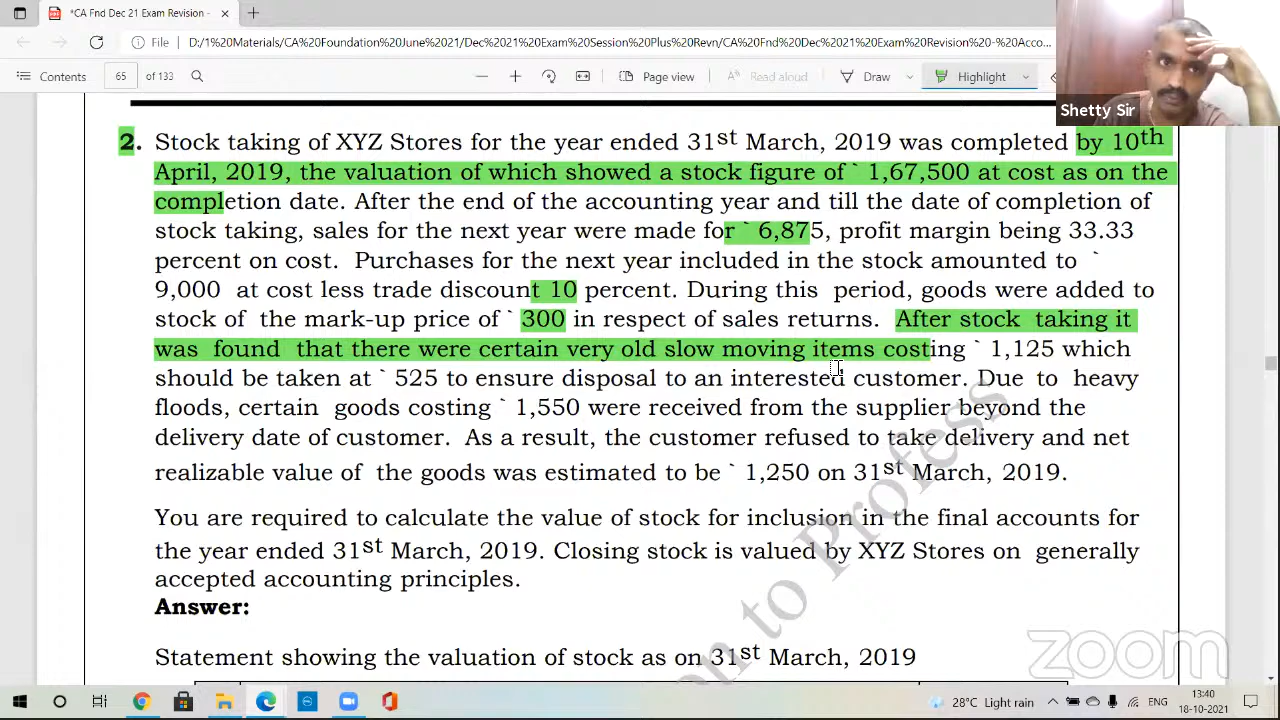 *CA Fnd Dec 21 Exam Revision -
File D:/1%20Materials/CA%20Foundation%20June%2021/Dec%2021%20Exam%20Session%20Plus%20Revn/CA%20Fnd%20Dec%202021%20Exam%20Revision%20-%20Acco...
Contents 65 of 133 Page view Read aloud Draw Highlight
Shetty Sir
2. Stock taking of XYZ Stores for the year ended 31st March, 2019 was completed by 10th
April, 2019, the valuation of which showed a stock figure of ` 1,67,500 at cost as on the
completion date. After the end of the accounting year and till the date of completion of
stock taking, sales for the next year were made for ` 6,875, profit margin being 33.33
percent on cost. Purchases for the next year included in the stock amounted to `
9,000 at cost less trade discount 10 percent. During this period, goods were added to
stock of the mark-up price of ` 300 in respect of sales returns. After stock taking it
was found that there were certain very old slow moving items costing ` 1,125 which
should be taken at ` 525 to ensure disposal to an interested customer. Due to heavy
floods, certain goods costing ` 1,550 were received from the supplier beyond the
delivery date of customer. As a result, the customer refused to take delivery and net
realizable value of the goods was estimated to be ` 1,250 on 31st March, 2019.
You are required to calculate the value of stock for inclusion in the final accounts for
the year ended 31st March, 2019. Closing stock is valued by XYZ Stores on generally
accepted accounting principles.
Answer:
Statement showing the valuation of stock as on 31st March, 2019
to Profess
zoom
28°C Light rain ENG 13:40
18-10-2021